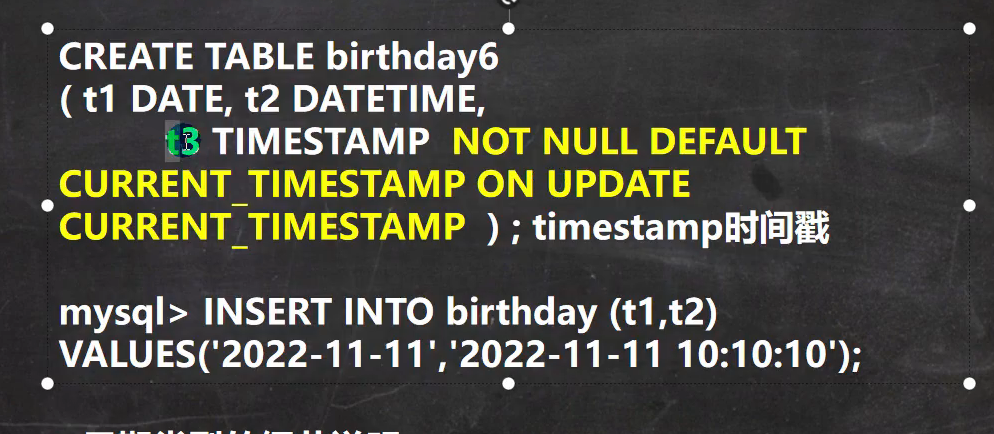 CREATE TABLE birthday6
( t1 DATE, t2 DATETIME,
t3 TIMESTAMP NOT NULL DEFAULT
CURRENT_TIMESTAMP ON UPDATE
CURRENT_TIMESTAMP ) ; timestamp时间戳
mysql> INSERT INTO birthday (t1,t2)
VALUES('2022-11-11','2022-11-11 10:10:10');